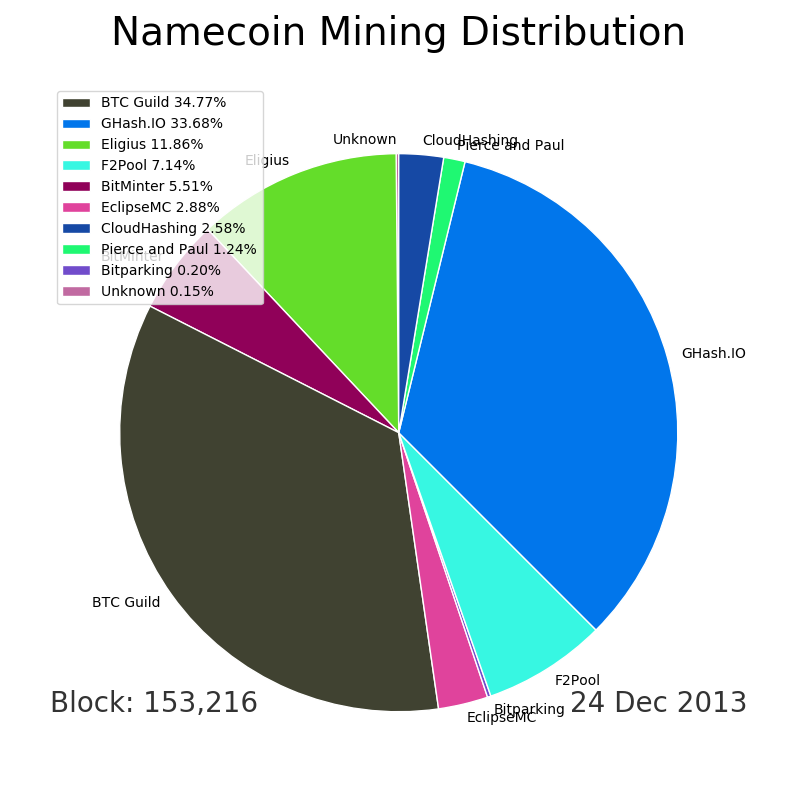 Namecoin Mining Distribution
BTC Guild 34.77%
GHash.IO 33.68%
Eligius 11.86%
F2Pool 7.14%
BitMinter 5.51%
EclipseMC 2.88%
CloudHashing 2.58%
Pierce and Paul 1.24%
Bitparking 0.20%
Unknown 0.15%
Unknown
CloudHashing
Pierce and Paul
Eligius
BitMinter
GHash.IO
BTC Guild
F2Pool
Bitparking
EclipseMC
Block: 153,216
24 Dec 2013